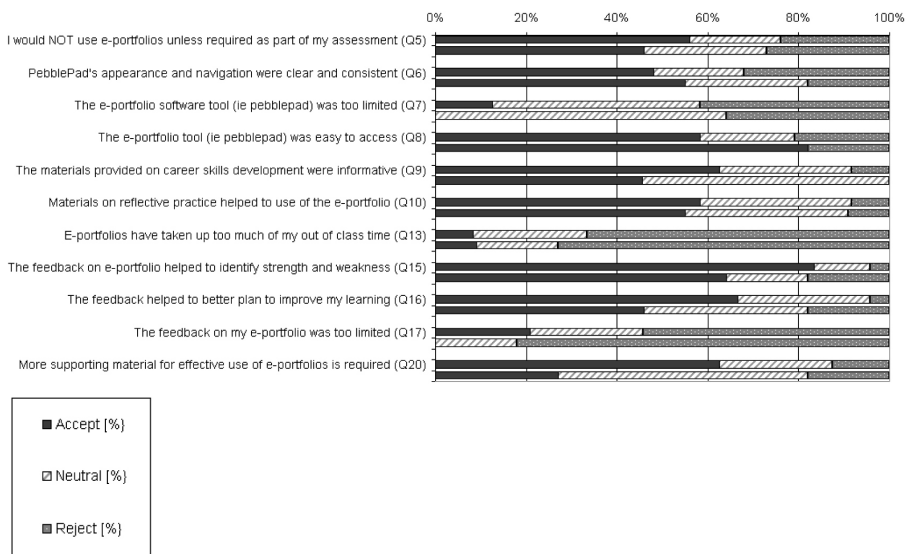 0% 20% 40% 60% 80% 100%
I would NOT use e-portfolios unless required as part of my assessment (Q5)
PebblePad's appearance and navigation were clear and consistent (Q6)
The e-portfolio software tool (ie pebblepad) was too limited (Q7)
The e-portfolio tool (ie pebblepad) was easy to access (Q8)
The materials provided on career skills development were informative (Q9)
Materials on reflective practice helped to use of the e-portfolio (Q10)
E-portfolios have taken up too much of my out of class time (Q13)
The feedback on e-portfolio helped to identify strength and weakness (Q15)
The feedback helped to better plan to improve my learning (Q16)
The feedback on my e-portfolio was too limited (Q17)
More supporting material for effective use of e-portfolios is required (Q20)
Accept [%}
Neutral [%}
Reject [%}